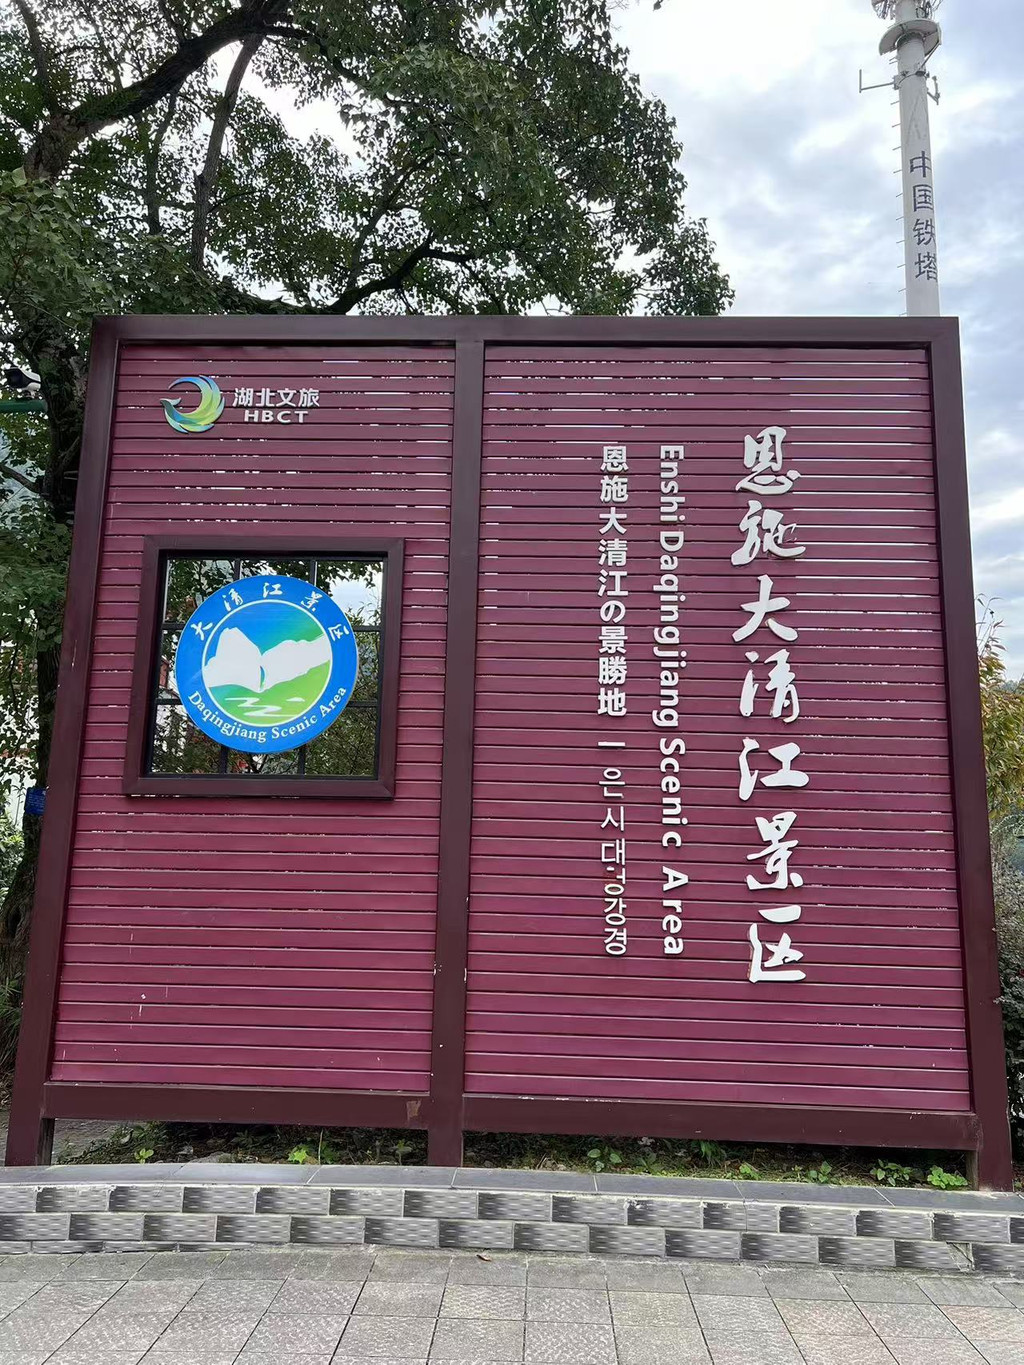 中国铁塔
湖北文旅
HBCT
大清江景区
Daqingjiang Scenic Area
恩施大清江景区
Enshi Daqingjiang Scenic Area
恩施大清江の景勝地 一 은시대청강경